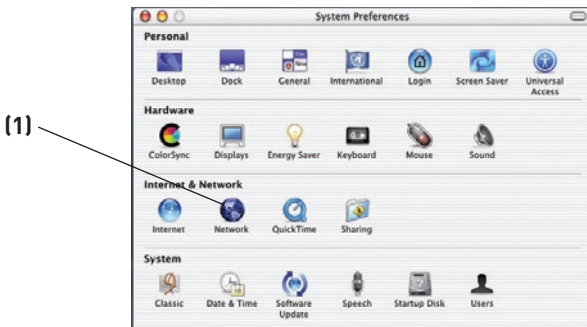 System Preferences
Personal
Desktop Dock General International Login Screen Saver Universal Access
Hardware
(1)
ColorSync Displays Energy Saver Keyboard Mouse Sound
Internet & Network
Internet Network QuickTime Sharing
System
Classic Date & Time Software Update Speech Startup Disk Users